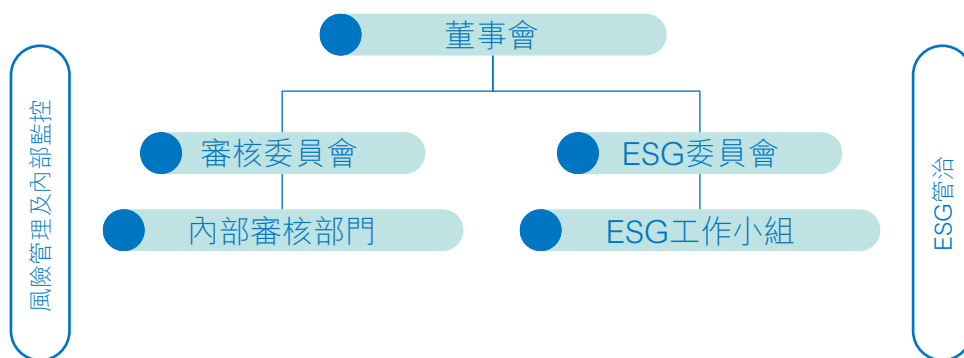 董事會
風險管理及內部監控
審核委員會
ESG委員會
內部審核部門
ESG工作小組
ESG管治